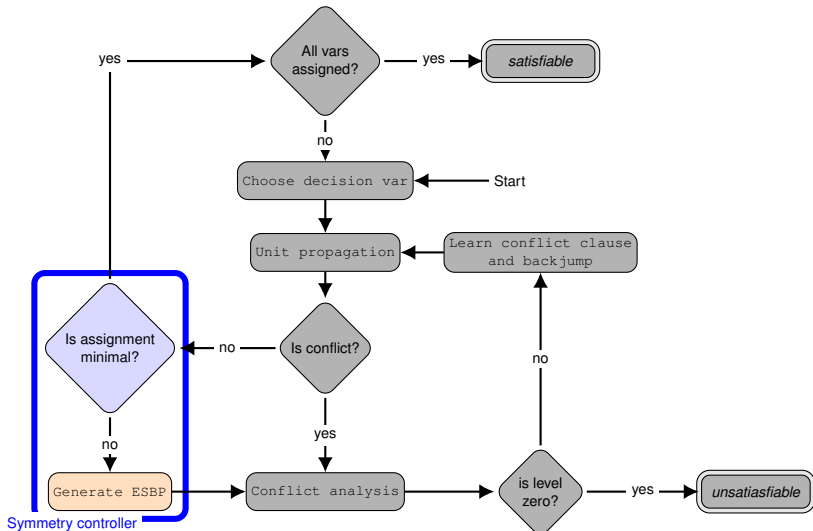 All vars
assigned?
yes
yes
satisfiable
no
Choose decision var
Start
Unit propagation
Learn conflict clause
and backjump
Is assignment
minimal?
no
Is conflict?
no
yes
no
Generate ESBP
Conflict analysis
is level
zero?
yes
unsatiasfiable
Symmetry controller